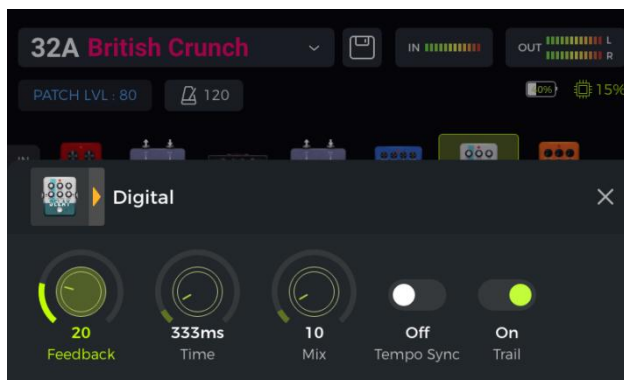 32A British Crunch
IN
OUT
L
R
PATCH LVL : 80
120
15%
Digital
20
333ms
10
Off
On
Feedback
Time
Mix
Tempo Sync
Trail